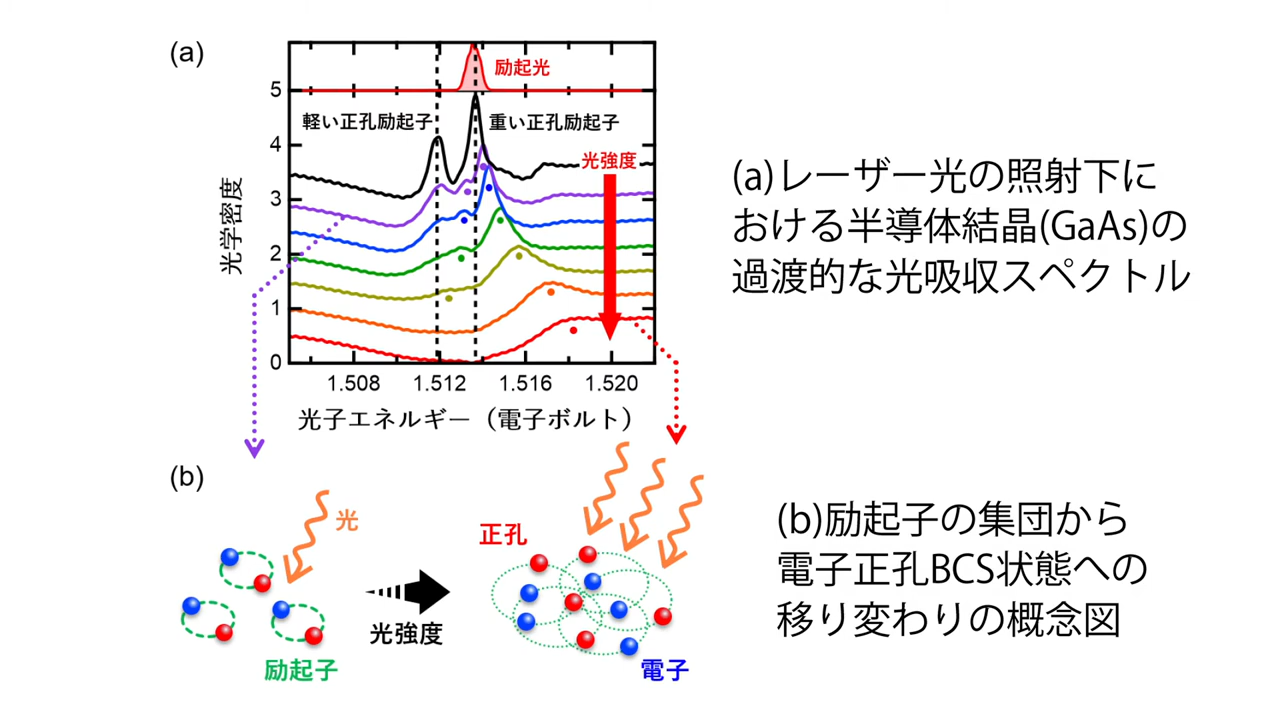 (a)
励起光
5
軽い正孔励起子
重い正孔励起子
4
光強度
3
2
1
0
光学密度
1.508
1.512
1.516
1.520
光子エネルギー（電子ボルト）
(a)レーザー光の照射下に
おける半導体結晶(GaAs)の
過渡的な光吸収スペクトル
(b)
光
励起子
光強度
正孔
電子
(b)励起子の集団から
電子正孔BCS状態への
移り変わりの概念図